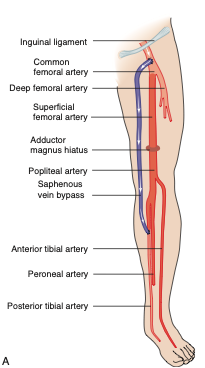 Inguinal ligament
Common
femoral artery
Deep femoral artery
Superficial
femoral artery
Adductor
magnus hiatus
Popliteal artery
Saphenous
vein bypass
Anterior tibial artery
Peroneal artery
Posterior tibial artery
A